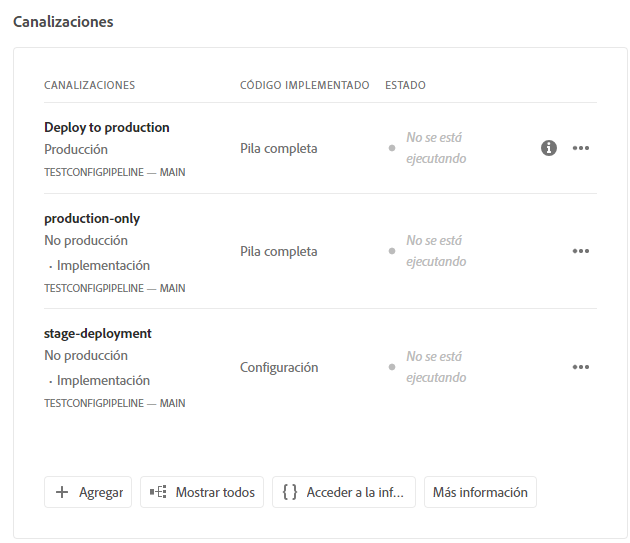 Canalizaciones
CANALIZACIONES CÓDIGO IMPLEMENTADO ESTADO
Deploy to production
Producción
TESTCONFIGPIPELINE — MAIN
Pila completa
No se está
ejecutando
production-only
No producción
· Implementación
TESTCONFIGPIPELINE — MAIN
Pila completa
No se está
ejecutando
stage-deployment
No producción
· Implementación
TESTCONFIGPIPELINE — MAIN
Configuración
No se está
ejecutando
Agregar Mostrar todos Acceder a la inf... Más información